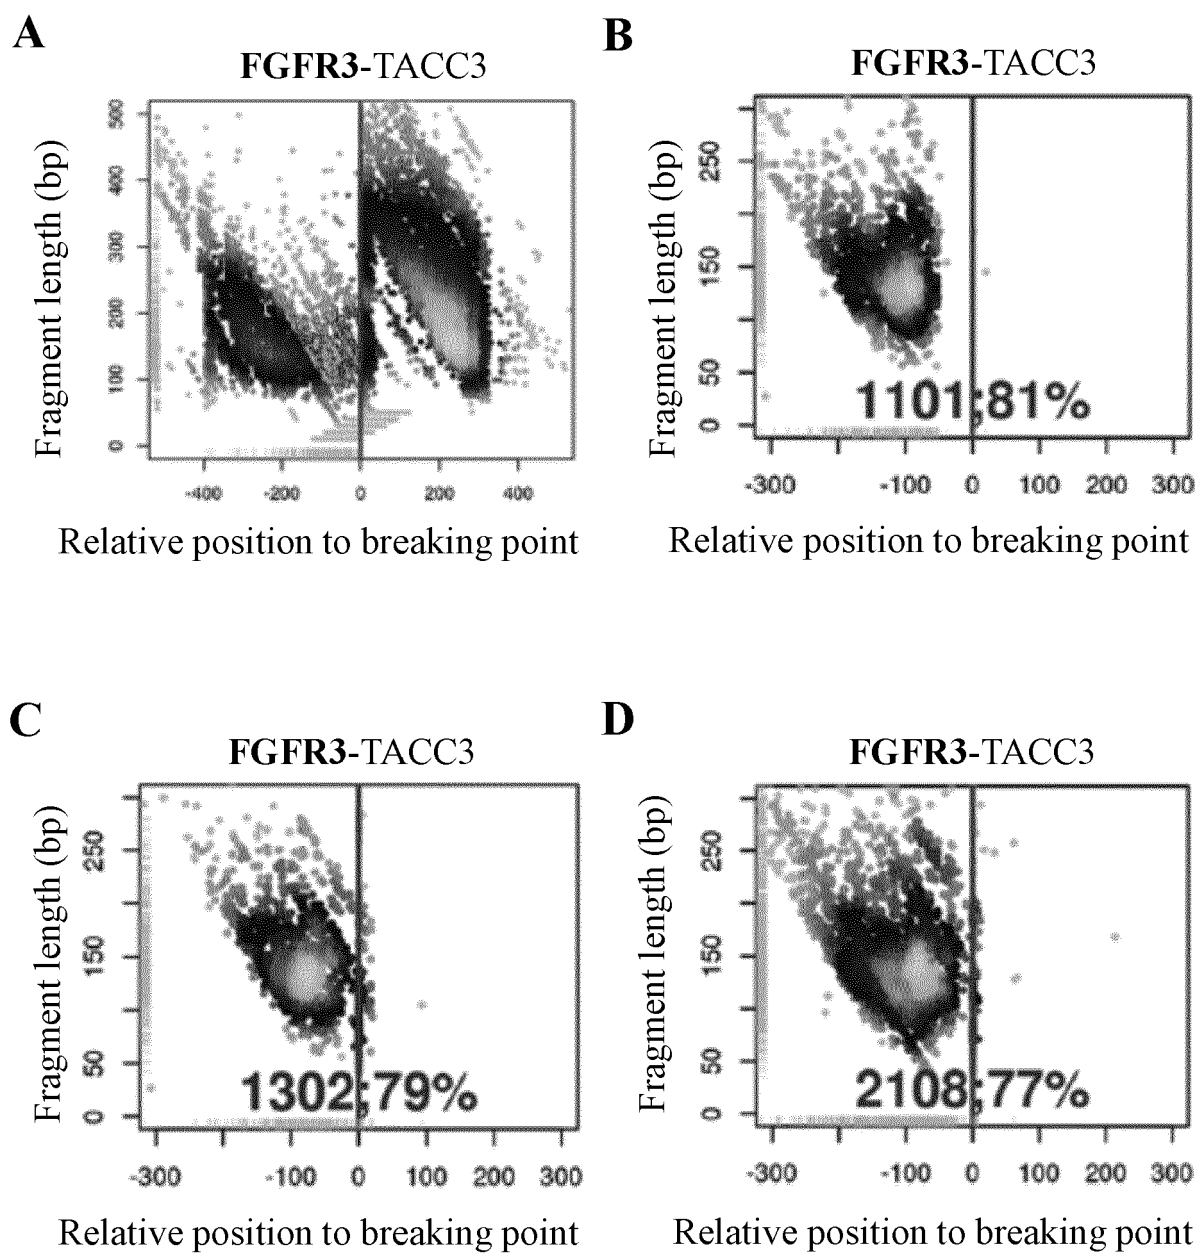 A
FGFR3-TACC3
Fragment length (bp)
500
400
300
200
100
0
-400 -200 0 200 400
Relative position to breaking point
B
FGFR3-TACC3
Fragment length (bp)
250
150
50
0
1101;81%
-300 -100 0 100 200 300
Relative position to breaking point
C
FGFR3-TACC3
Fragment length (bp)
250
150
50
0
1302;79%
-300 -100 0 100 200 300
Relative position to breaking point
D
FGFR3-TACC3
Fragment length (bp)
250
150
50
0
2108;77%
-300 -100 0 100 200 300
Relative position to breaking point